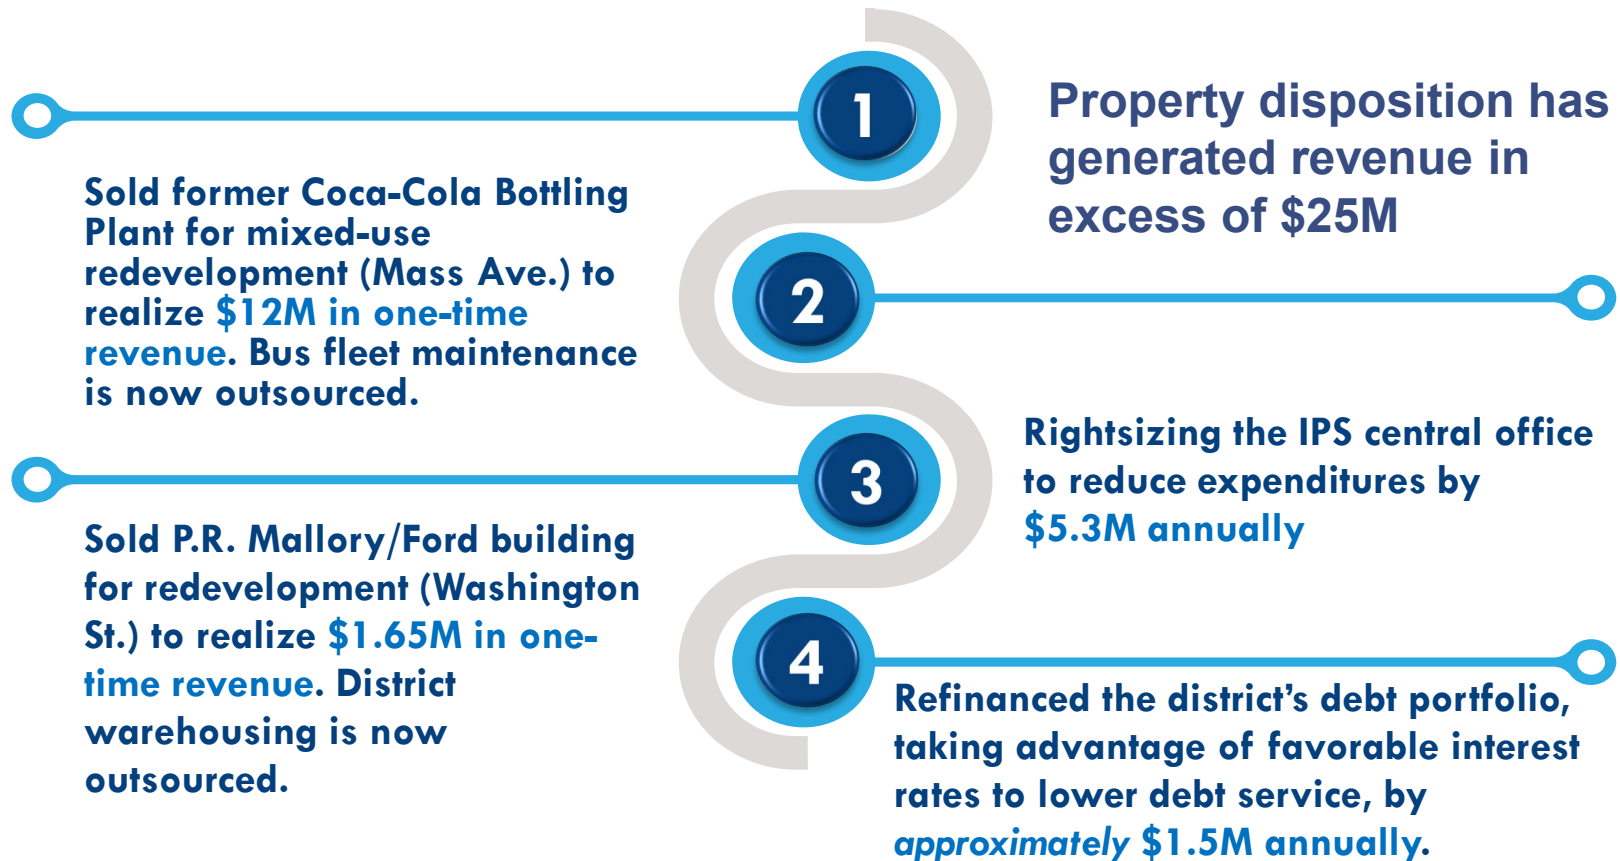 1
Property disposition has
generated revenue in
excess of $25M
Sold former Coca-Cola Bottling
Plant for mixed-use
redevelopment (Mass Ave.) to
realize $12M in one-time
revenue. Bus fleet maintenance
is now outsourced.
2
Rightsizing the IPS central office
to reduce expenditures by
$5.3M annually
3
Sold P.R. Mallory/Ford building
for redevelopment (Washington
St.) to realize $1.65M in one-
time revenue. District
warehousing is now
outsourced.
4
Refinanced the district’s debt portfolio,
taking advantage of favorable interest
rates to lower debt service, by
approximately $1.5M annually.